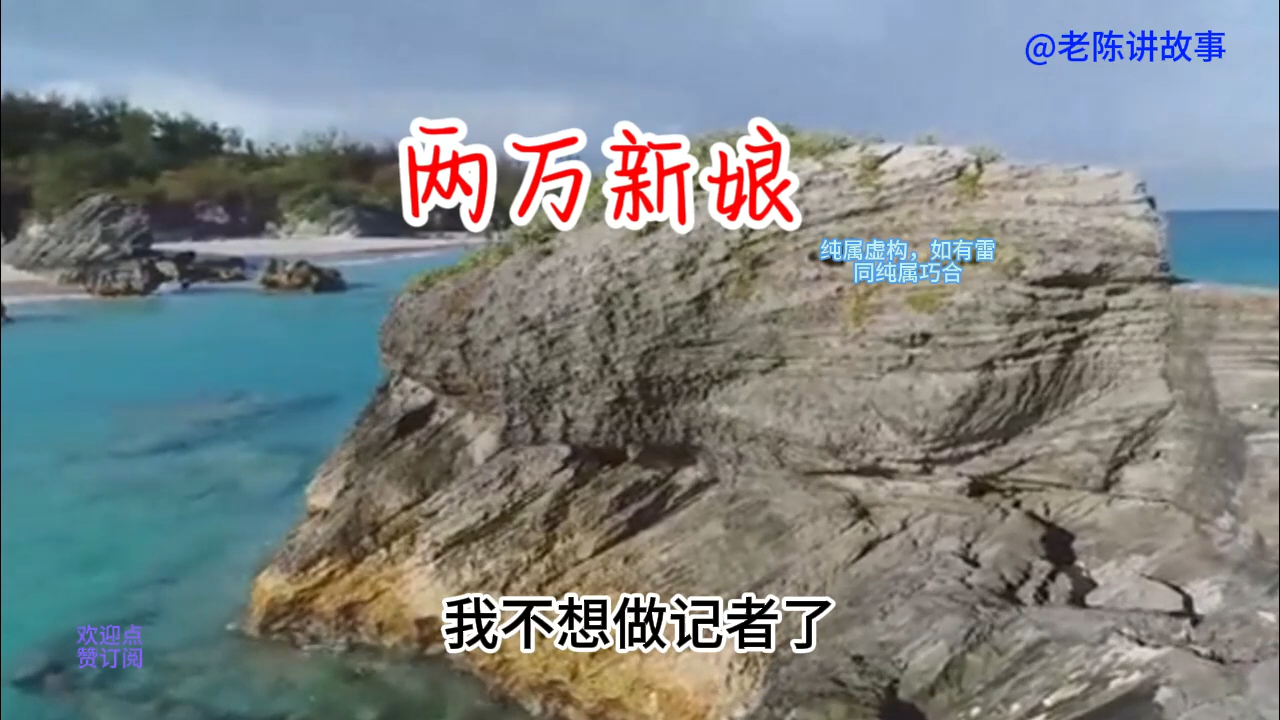 @老陈讲故事
两万新娘
纯属虚构，如有雷
同纯属巧合
我不想做记者了
欢迎点
赞订阅